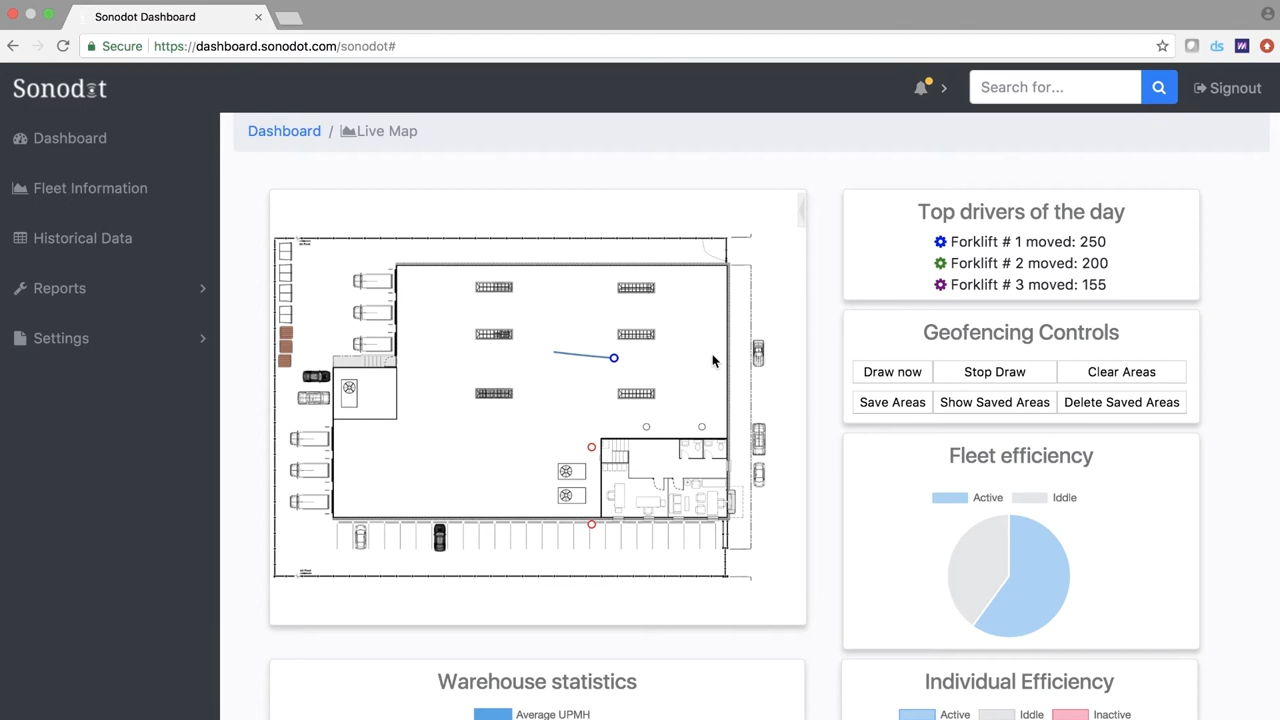 Sonodot Dashboard
Secure https://dashboard.sonodot.com/sonodot#
Sonodot
Search for...
Signout
Dashboard
Fleet Information
Historical Data
Reports
Settings
Dashboard / Live Map
Top drivers of the day
Forklift # 1 moved: 250
Forklift # 2 moved: 200
Forklift # 3 moved: 155
Geofencing Controls
Draw now Stop Draw Clear Areas
Save Areas Show Saved Areas Delete Saved Areas
Fleet efficiency
Active Iddle
Warehouse statistics
Average UPMH
Individual Efficiency
Active Iddle Inactive